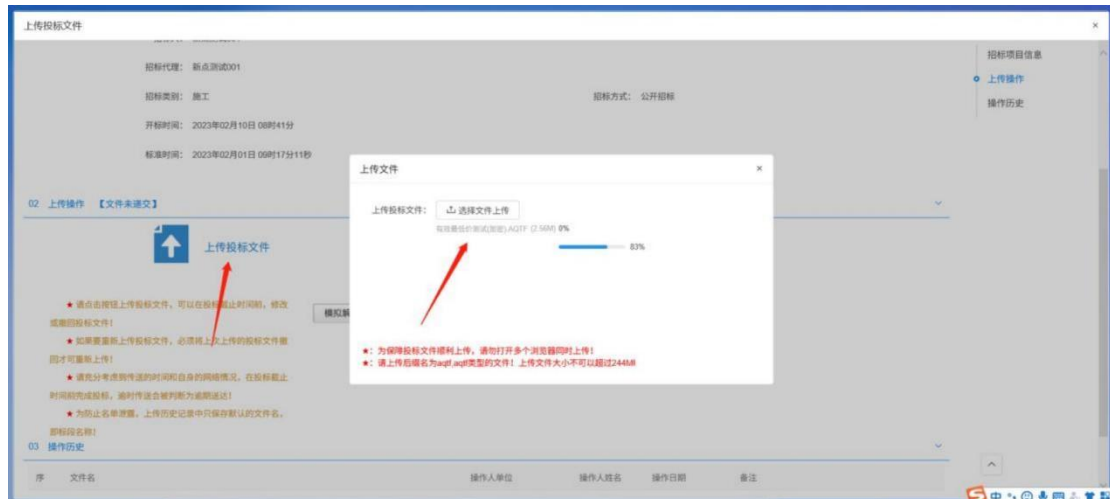 上传投标文件
招标项目信息
上传操作
操作历史
招标代理： 新点测试001
招标类别： 施工
招标方式： 公开招标
开标时间： 2023年02月10日 08时41分
标准时间： 2023年02月01日 09时17分11秒
02 上传操作 【文件未递交】
上传投标文件
★ 请点击按钮上传投标文件，可以在投标截止时间前，修改
或撤回投标文件！
★ 如果要重新上传投标文件，必须将上次上传的投标文件撤
回才可重新上传！
★ 请充分考虑到传送的时间和自身的网络情况，在投标截止
时间前完成投标，逾时传送会被判断为逾期送达！
★ 为防止名单泄露，上传历史记录中只保存默认的文件名，
即标段名称！
模拟解
上传文件
上传投标文件： 选择文件上传
(2.56M) 0%
83%
★：为保障投标文件顺利上传，请勿打开多个浏览器同时上传！
★：请上传后缀名为aqtf,aqtf类型的文件！上传文件大小不可以超过244M!
03 操作历史
序 文件名 操作人单位 操作人姓名 操作日期 备注
中